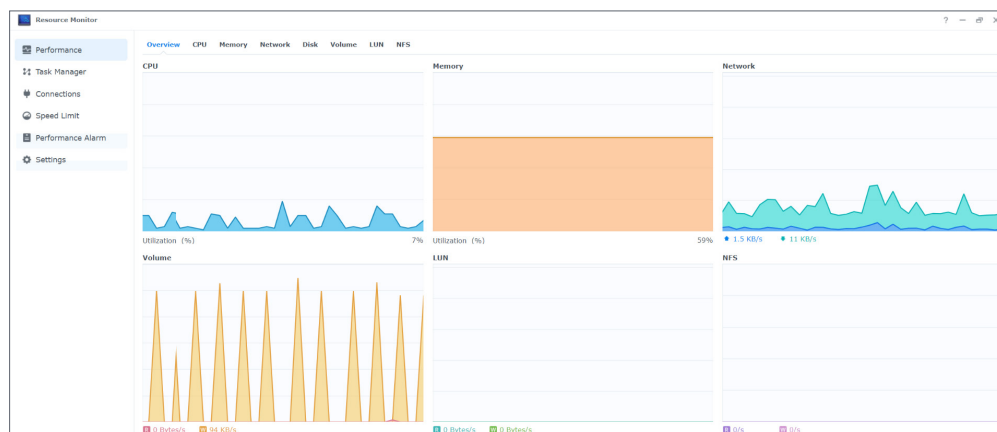 Resource Monitor
?
Performance
Task Manager
Connections
Speed Limit
Performance Alarm
Settings
Overview CPU Memory Network Disk Volume LUN NFS
CPU
Utilization (%) 7%
Memory
Utilization (%) 59%
Network
1.5 KB/s 11 KB/s
Volume
R 0 Bytes/s W 94 KB/s
LUN
R 0 Bytes/s W 0 Bytes/s
NFS
R 0/s W 0/s